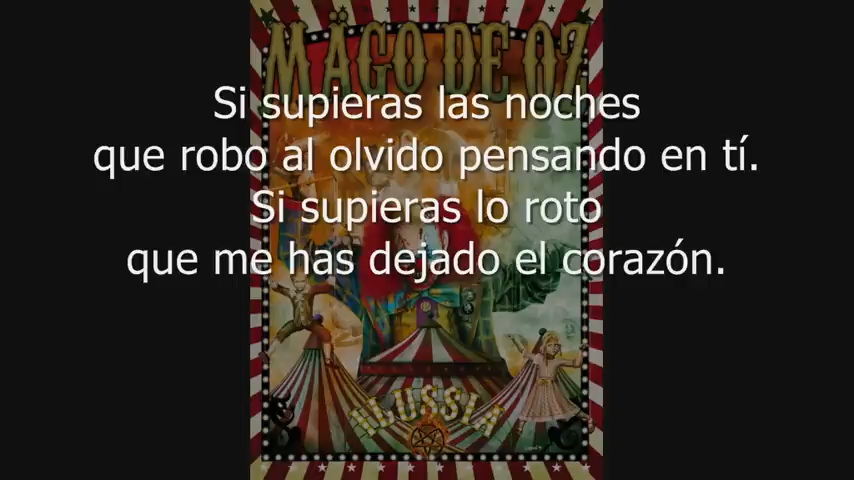 MÄGO DE OZ
Si supieras las noches
que robo al olvido pensando en tí.
Si supieras lo roto
que me has dejado el corazón.
ILUSSIA